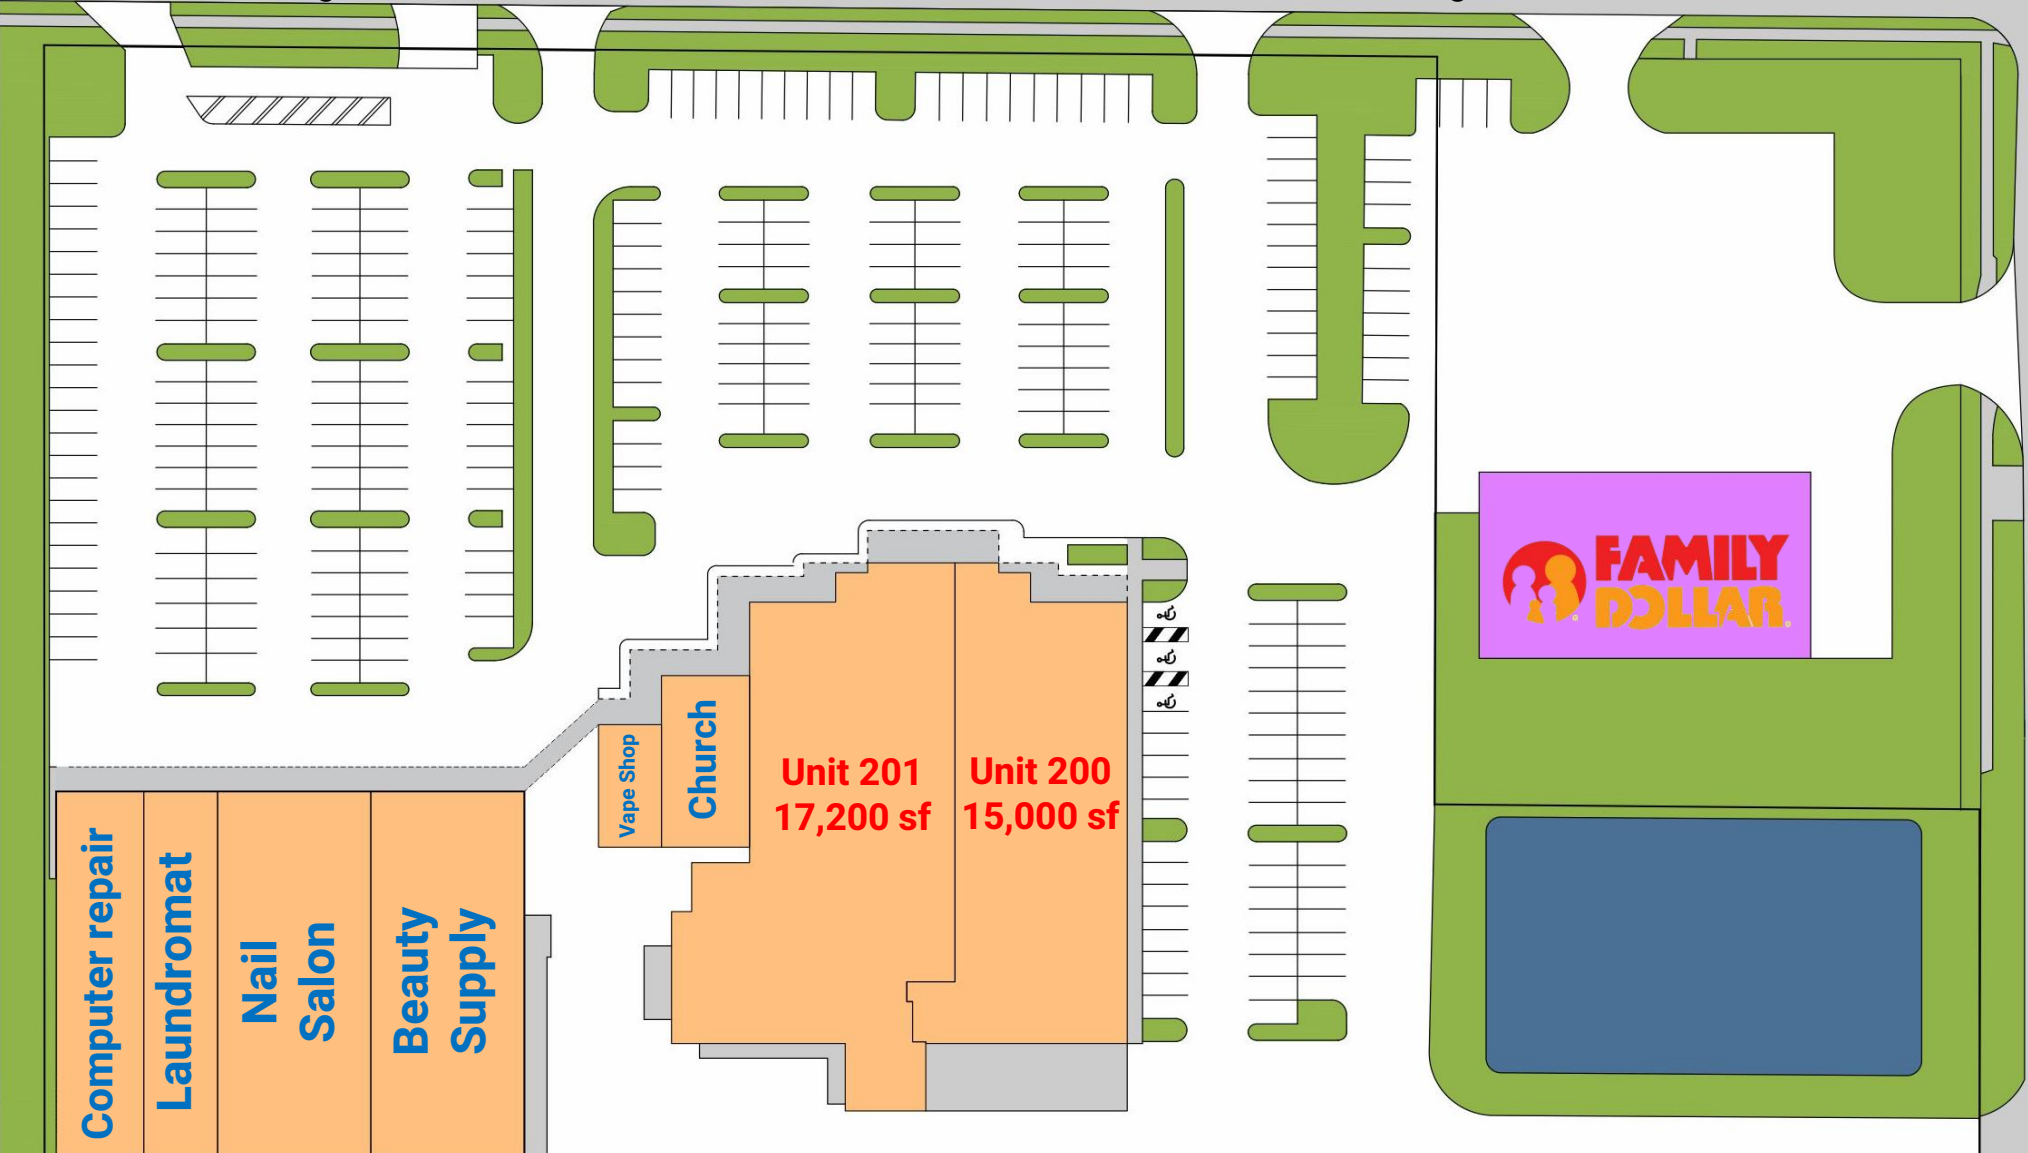 FAMILY
DOLLAR
Vape Shop
Church
Unit 201
17,200 sf
Unit 200
15,000 sf
Computer repair
Laundromat
Nail
Salon
Beauty
Supply